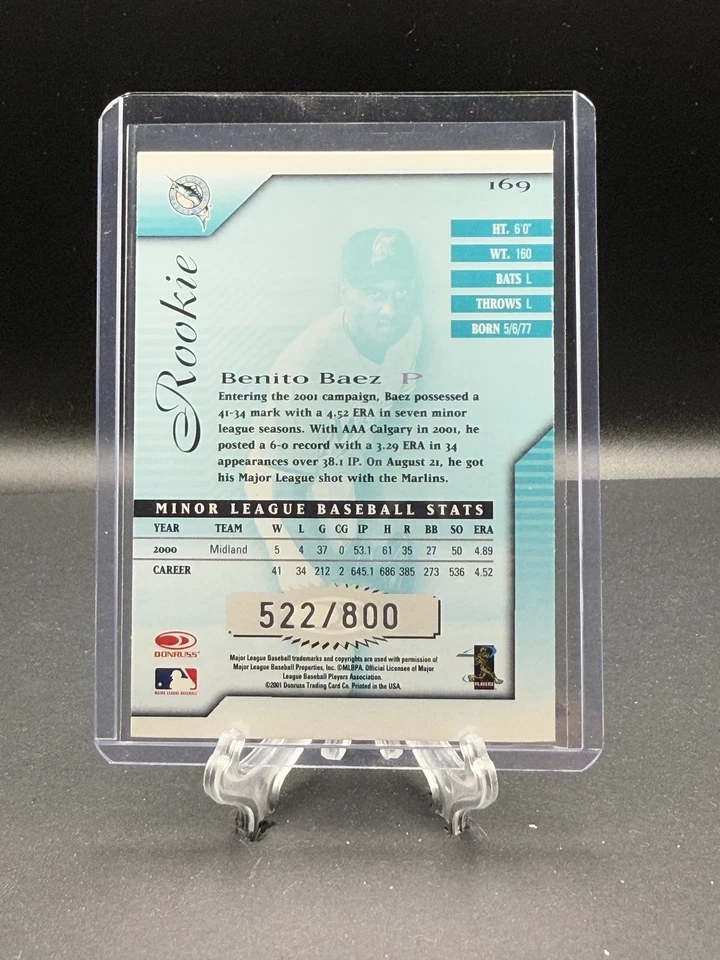 169
HT. 6'0"
WT. 160
BATS L
THROWS L
BORN 5/6/77
Rookie
Benito Baez P
Entering the 2001 campaign, Baez possessed a
41-34 mark with a 4.52 ERA in seven minor
league seasons. With AAA Calgary in 2001, he
posted a 6-0 record with a 3.29 ERA in 34
appearances over 38.1 IP. On August 21, he got
his Major League shot with the Marlins.
MINOR LEAGUE BASEBALL STATS
YEAR TEAM W L G CG IP H R BB SO ERA
2000 Midland 5 4 37 0 53.1 61 35 27 50 4.89
CAREER 41 34 212 2 645.1 686 385 273 536 4.52
522/800
DONRUSS
Major League Baseball trademarks and copyrights are used with permission of
Major League Baseball Properties, Inc. ©MLBPA. Official Licensee of Major
League Baseball Players Association.
©2001 Donruss Trading Card Co. Printed in the USA.
MAJOR LEAGUE BASEBALL
PLAYERS